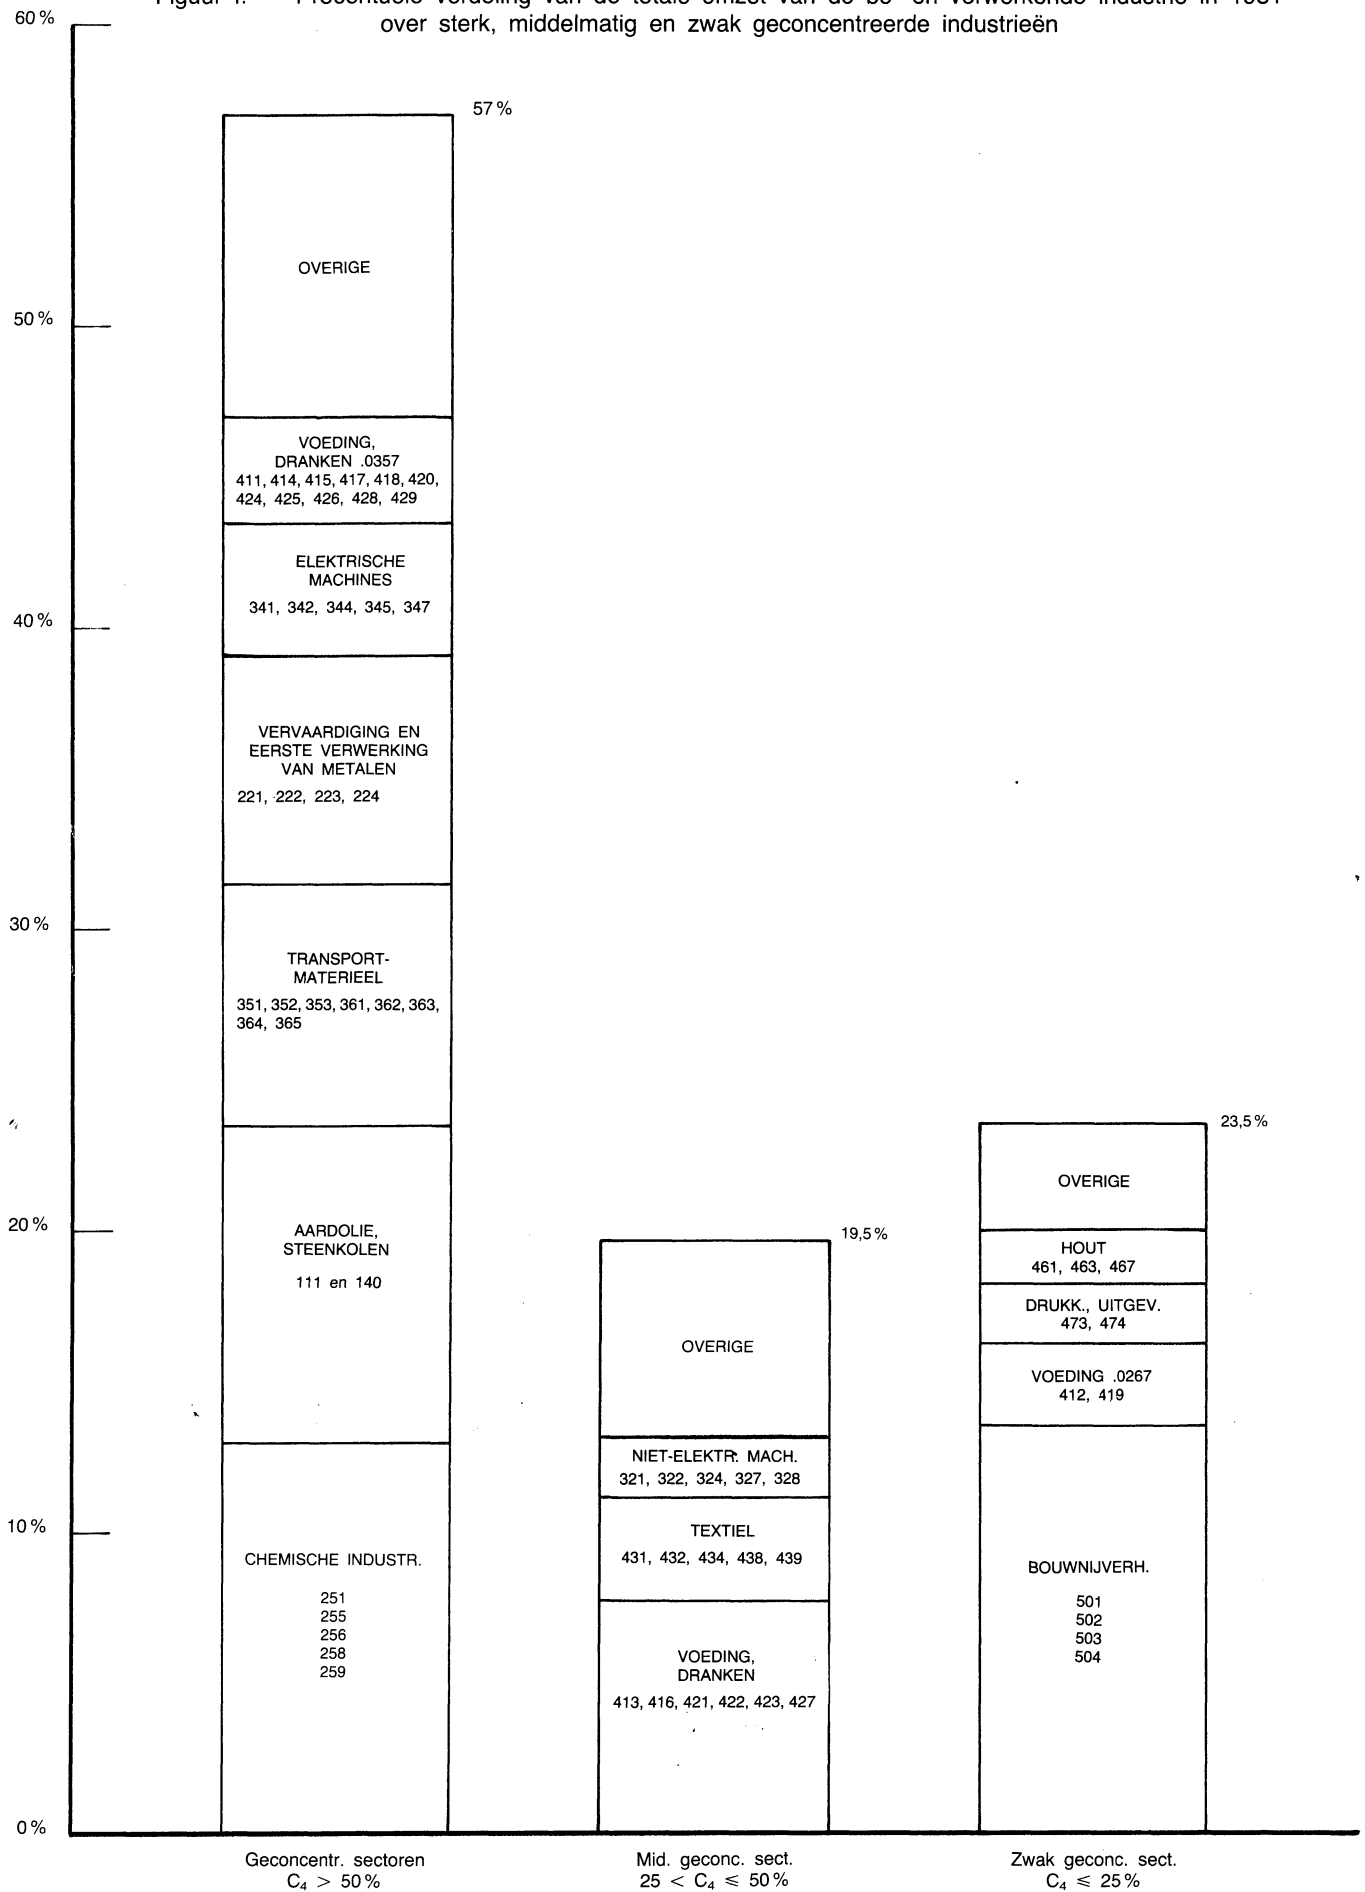 over sterk, middelmatig en zwak geconcentreerde industrieën
60%
50%
40%
30%
20%
10%
0%
57%
OVERIGE
VOEDING,
DRANKEN .0357
411, 414, 415, 417, 418, 420,
424, 425, 426, 428, 429
ELEKTRISCHE
MACHINES
341, 342, 344, 345, 347
VERVAARDIGING EN
EERSTE VERWERKING
VAN METALEN
221, 222, 223, 224
TRANSPORT-
MATERIEEL
351, 352, 353, 361, 362, 363,
364, 365
AARDOLIE,
STEENKOLEN
111 en 140
CHEMISCHE INDUSTR.
251
255
256
258
259
Geconcentr. sectoren
C₄ > 50%
19,5%
OVERIGE
NIET-ELEKTR. MACH.
321, 322, 324, 327, 328
TEXTIEL
431, 432, 434, 438, 439
VOEDING,
DRANKEN
413, 416, 421, 422, 423, 427
Mid. geconc. sect.
25 < C₄ ⩽ 50%
23,5%
OVERIGE
HOUT
461, 463, 467
DRUKK., UITGEV.
473, 474
VOEDING .0267
412, 419
BOUWNIJVERH.
501
502
503
504
Zwak geconc. sect.
C₄ ⩽ 25%